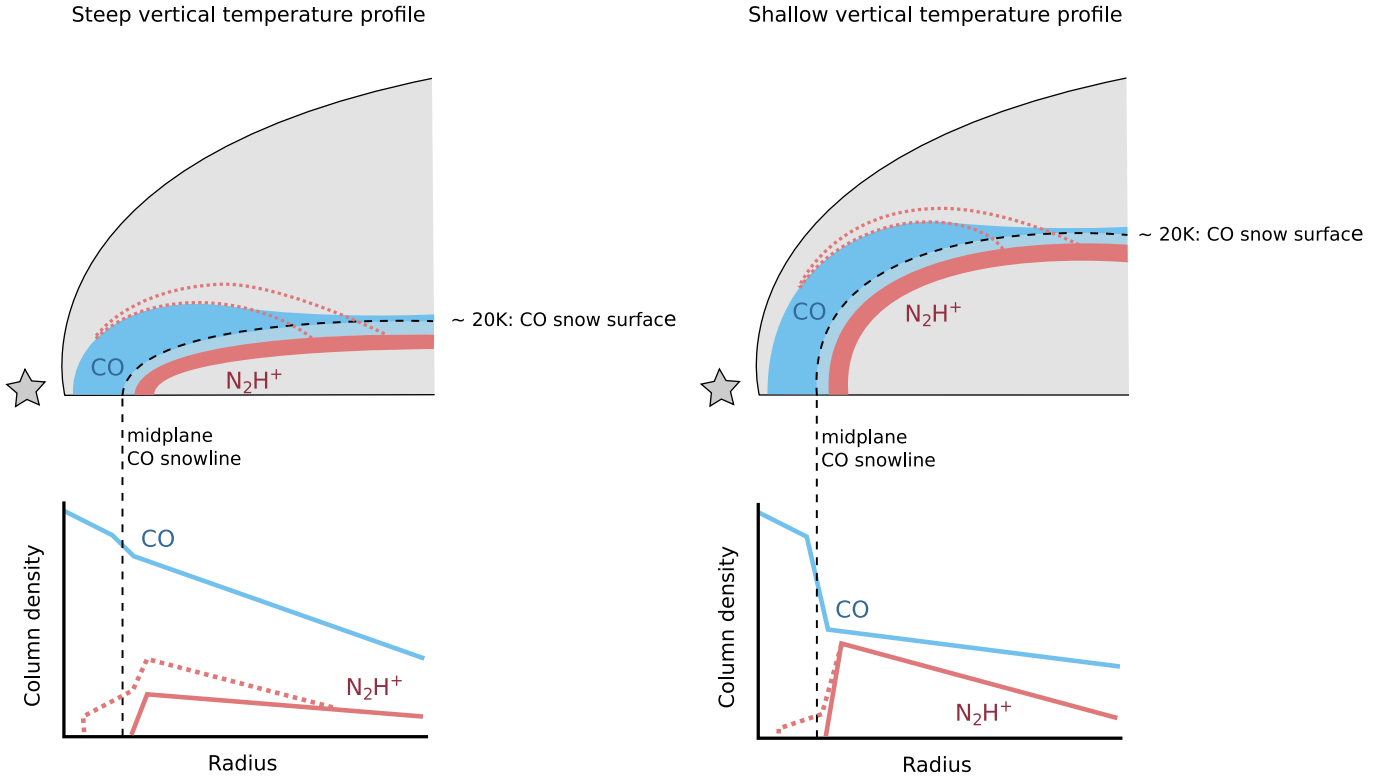 Steep vertical temperature profile
CO
N₂H⁺
~ 20K: CO snow surface
midplane
CO snowline
Column density
CO
N₂H⁺
Radius
Shallow vertical temperature profile
CO
N₂H⁺
~ 20K: CO snow surface
midplane
CO snowline
Column density
CO
N₂H⁺
Radius